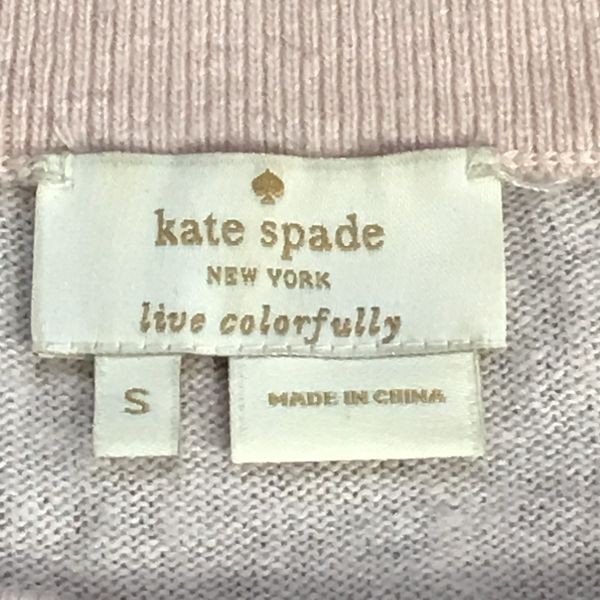 kate spade
NEW YORK
live colorfully
S
MADE IN CHINA